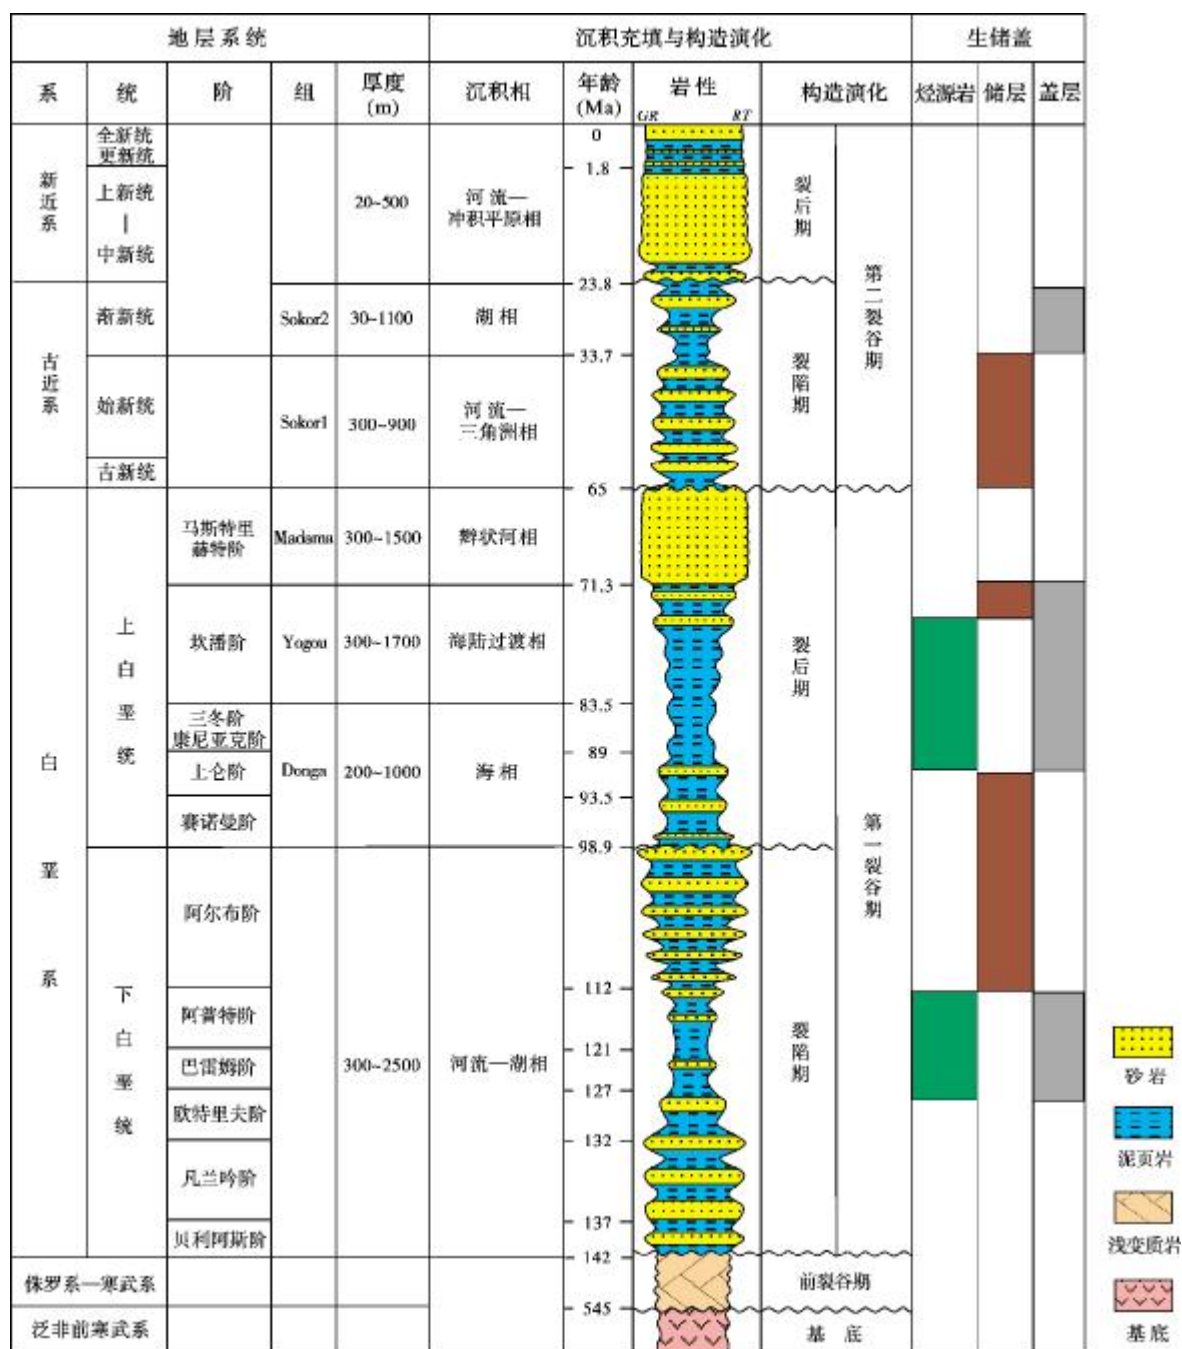 地层系统
沉积充填与构造演化
生储盖
系
统
阶
组
厚度
(m)
沉积相
年龄
(Ma)
岩性
GR
RT
构造演化
烃源岩
储层
盖层
新近系
全新统
更新统
上新统
|
中新统
20~500
河流—
冲积平原相
0
1.8
23.8
裂后期
第二裂谷期
古近系
渐新统
Sokor2
30~1100
湖相
33.7
裂陷期
始新统
Sokor1
300~900
河流—
三角洲相
古新统
65
白垩系
上白垩统
马斯特里
赫特阶
Madama
300~1500
辫状河相
71.3
坎潘阶
Yogou
300~1700
海陆过渡相
裂后期
83.5
三冬阶
康尼亚克阶
89
上仑阶
Donga
200~1000
海相
93.5
赛诺曼阶
98.9
第一裂谷期
下白垩统
阿尔布阶
112
阿普特阶
121
巴雷姆阶
300~2500
河流—湖相
裂陷期
127
欧特里夫阶
132
凡兰吟阶
137
贝利阿斯阶
142
侏罗系—寒武系
前裂谷期
545
泛非前寒武系
基底
砂岩
泥页岩
浅变质岩
基底